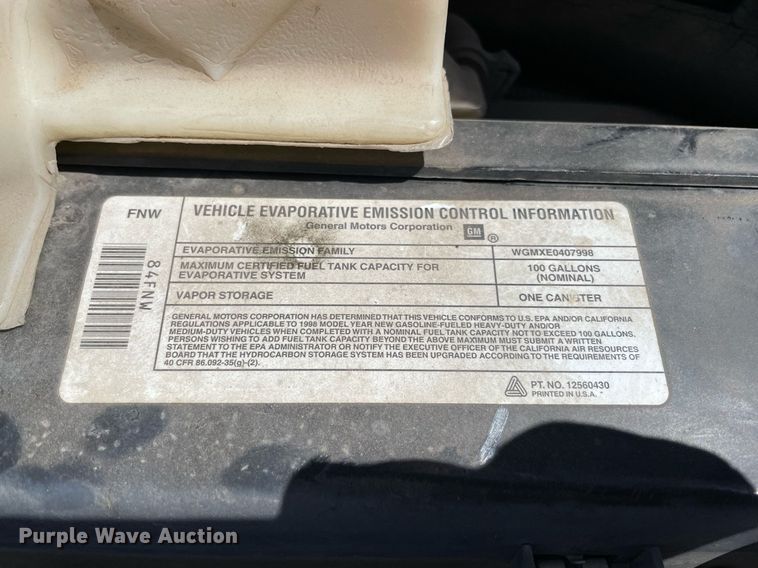 FNW
VEHICLE EVAPORATIVE EMISSION CONTROL INFORMATION
General Motors Corporation
GM
®
84FNW
EVAPORATIVE EMISSION FAMILY
WGMXE0407998
MAXIMUM CERTIFIED FUEL TANK CAPACITY FOR
EVAPORATIVE SYSTEM
100 GALLONS
(NOMINAL)
VAPOR STORAGE
ONE CANISTER
GENERAL MOTORS CORPORATION HAS DETERMINED THAT THIS VEHICLE CONFORMS TO U.S. EPA AND/OR CALIFORNIA
REGULATIONS APPLICABLE TO 1998 MODEL YEAR NEW GASOLINE-FUELED HEAVY-DUTY AND/OR
MEDIUM-DUTY VEHICLES WHEN COMPLETED WITH A NOMINAL FUEL TANK CAPACITY NOT TO EXCEED 100 GALLONS.
PERSONS WISHING TO ADD FUEL TANK CAPACITY BEYOND THE ABOVE MAXIMUM MUST SUBMIT A WRITTEN
STATEMENT TO THE EPA ADMINISTRATOR OR NOTIFY THE EXECUTIVE OFFICER OF THE CALIFORNIA AIR RESOURCES
BOARD THAT THE HYDROCARBON STORAGE SYSTEM HAS BEEN UPGRADED ACCORDING TO THE REQUIREMENTS OF
40 CFR 86.092-35(g)-(2).
PT. NO. 12560430
PRINTED IN U.S.A.
Purple Wave Auction